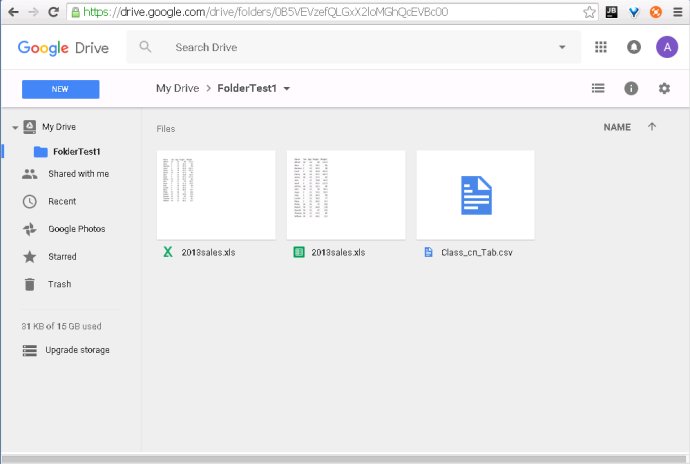 https://drive.google.com/drive/folders/0B5VEVzefQLGxX2loMGhQcEVBc00
JB
Google Drive
Search Drive
A
NEW
My Drive > FolderTest1
My Drive
FolderTest1
Shared with me
Recent
Google Photos
Starred
Trash
31 KB of 15 GB used
Upgrade storage
Files
NAME
2013sales.xls
2013sales.xls
Class_cn_Tab.csv